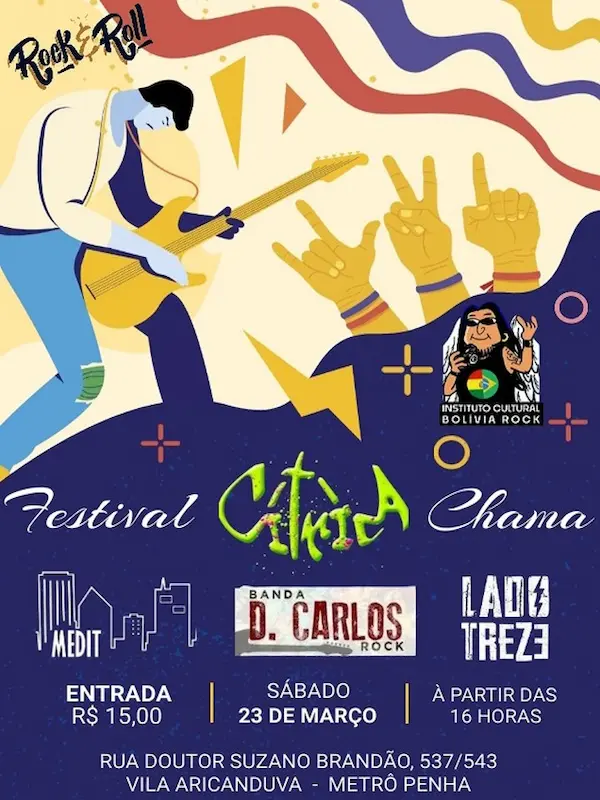 Rock & Roll
INSTITUTO CULTURAL
BOLÍVIA ROCK
Festival Cítrica Chama
MEDIT
BANDA
D. CARLOS
ROCK
LADO
TREZE
ENTRADA
R$ 15,00
SÁBADO
23 DE MARÇO
À PARTIR DAS
16 HORAS
RUA DOUTOR SUZANO BRANDÃO, 537/543
VILA ARICANDUVA - METRÔ PENHA